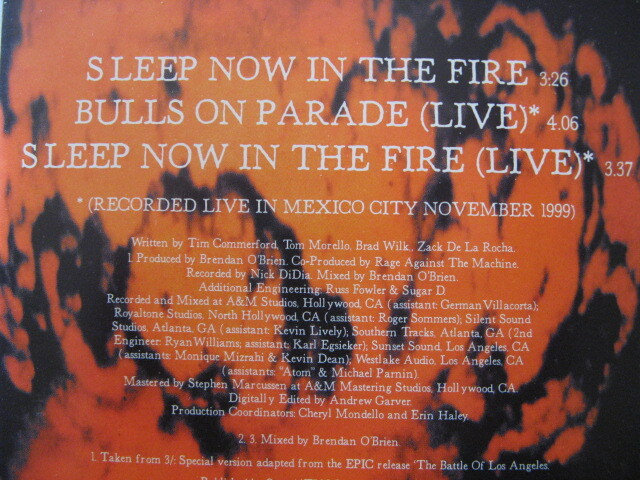 SLEEP NOW IN THE FIRE 3:26
BULLS ON PARADE (LIVE)* 4.06
SLEEP NOW IN THE FIRE (LIVE)* 3.37
* (RECORDED LIVE IN MEXICO CITY NOVEMBER 1999)
Written by Tim Commerford, Tom Morello, Brad Wilk, Zack De La Rocha.
1. Produced by Brendan O'Brien. Co-Produced by Rage Against The Machine.
Recorded by Nick DiDia, Mixed by Brendan O'Brien.
Additional Engineering: Russ Fowler & Sugar D.
Recorded and Mixed at A&M Studios, Hollywood, CA (assistant: German Villacorta);
Royaltone Studios, North Hollywood, CA (assistant: Roger Sommers); Silent Sound
Studios, Atlanta, GA (assistant: Kevin Lively); Southern Tracks, Atlanta, GA (2nd
Engineer: Ryan Williams; assistant: Karl Egsieker); Sunset Sound, Los Angeles, CA
(assistants: Monique Mizrahi & Kevin Dean); Westlake Audio, Los Angeles, CA
(assistants: "Atom" & Michael Parnin).
Mastered by Stephen Marcussen at A&M Mastering Studios, Hollywood, CA.
Digitally Edited by Andrew Garver.
Production Coordinators: Cheryl Mondello and Erin Haley.
2. 3. Mixed by Brendan O'Brien.
1. Taken from 3/: Special version adapted from the EPIC release 'The Battle Of Los Angeles.'